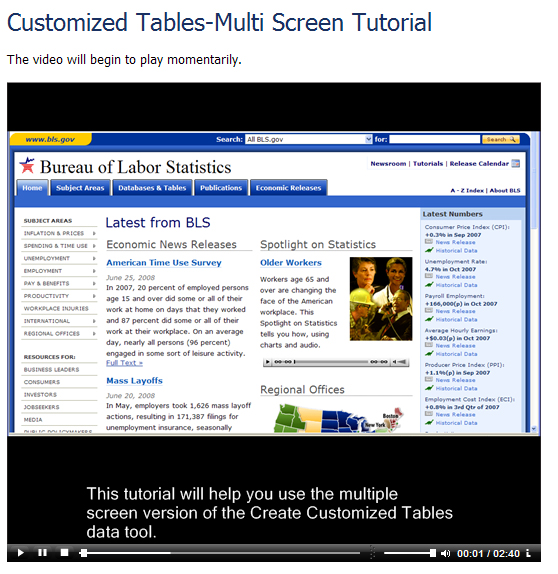 Customized Tables-Multi Screen Tutorial
The video will begin to play momentarily.
www.bls.gov
Search: All BLS.gov for: Search
Bureau of Labor Statistics
Newsroom | Tutorials | Release Calendar
Home Subject Areas Databases & Tables Publications Economic Releases
A - Z Index | About BLS
SUBJECT AREAS
INFLATION & PRICES
SPENDING & TIME USE
UNEMPLOYMENT
EMPLOYMENT
PAY & BENEFITS
PRODUCTIVITY
WORKPLACE INJURIES
INTERNATIONAL
REGIONAL OFFICES
RESOURCES FOR:
BUSINESS LEADERS
CONSUMERS
INVESTORS
JOBSEEKERS
MEDIA
PUBLIC POLICYMAKERS
Latest from BLS
Economic News Releases
American Time Use Survey
June 25, 2008
In 2007, 20 percent of employed persons
age 15 and over did some or all of their
work at home on days that they worked
and 87 percent did some or all of their
work at their workplace. On an average
day, nearly all persons (96 percent)
engaged in some sort of leisure activity.
Full Text »
Mass Layoffs
June 20, 2008
In May, employers took 1,626 mass layoff
actions, resulting in 171,387 filings for
unemployment insurance, seasonally
Spotlight on Statistics
Older Workers
Workers age 65 and
over are changing the
face of the American
workplace. This
Spotlight on Statistics
tells you how, using
charts and audio.
Regional Offices
Boston
New York
Latest Numbers
Consumer Price Index (CPI):
+0.3% in Sep 2007
News Release
Historical Data
Unemployment Rate:
4.7% in Oct 2007
News Release
Historical Data
Payroll Employment:
+166,000(p) in Oct 2007
News Release
Historical Data
Average Hourly Earnings:
+$0.03(p) in Oct 2007
News Release
Historical Data
Producer Price Index (PPI):
+1.1%(p) in Sep 2007
News Release
Historical Data
Employment Cost Index (ECI):
+0.8% in 3rd Qtr of 2007
News Release
Historical Data
This tutorial will help you use the multiple
screen version of the Create Customized Tables
data tool.
00:01 / 02:40